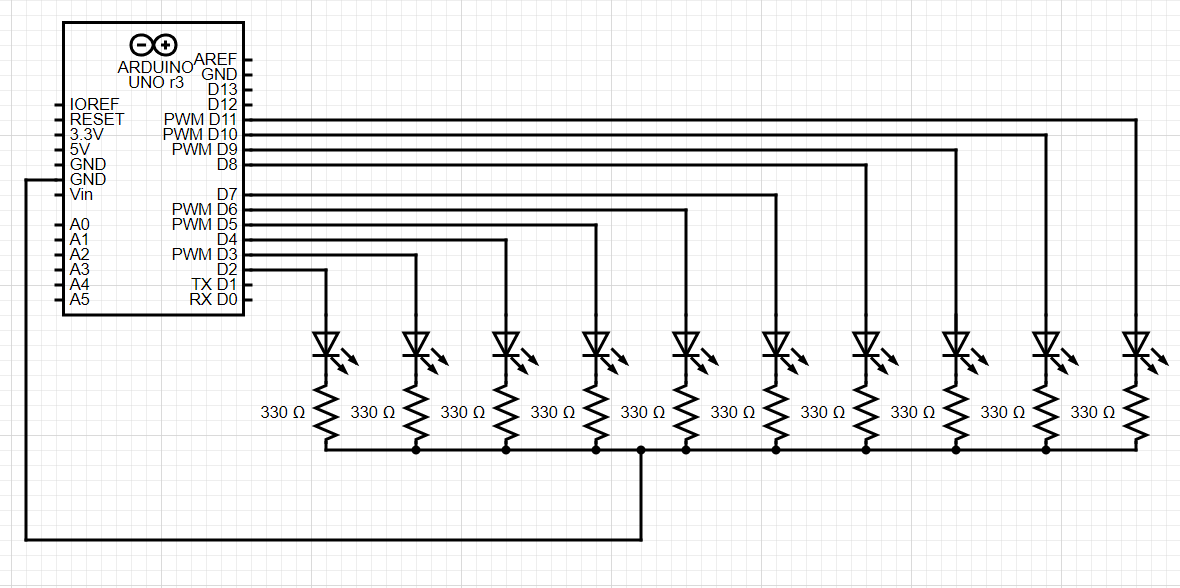 ARDUINO
UNO r3
AREF
GND
D13
D12
PWM D11
PWM D10
PWM D9
D8
D7
PWM D6
PWM D5
D4
PWM D3
D2
TX D1
RX D0
IOREF
RESET
3.3V
5V
GND
GND
Vin
A0
A1
A2
A3
A4
A5
330 Ω 330 Ω 330 Ω 330 Ω 330 Ω 330 Ω 330 Ω 330 Ω 330 Ω 330 Ω